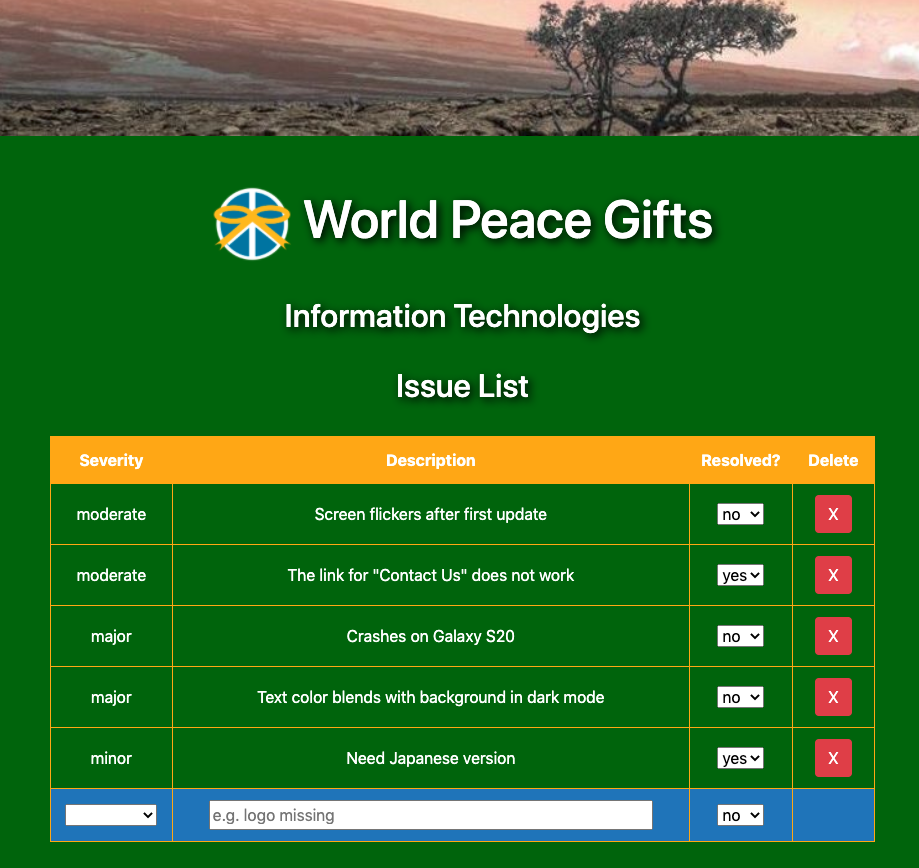 World Peace Gifts
Information Technologies
Issue List
Severity Description Resolved? Delete
moderate Screen flickers after first update no X
moderate The link for "Contact Us" does not work yes X
major Crashes on Galaxy S20 no X
major Text color blends with background in dark mode no X
minor Need Japanese version yes X
e.g. logo missing no